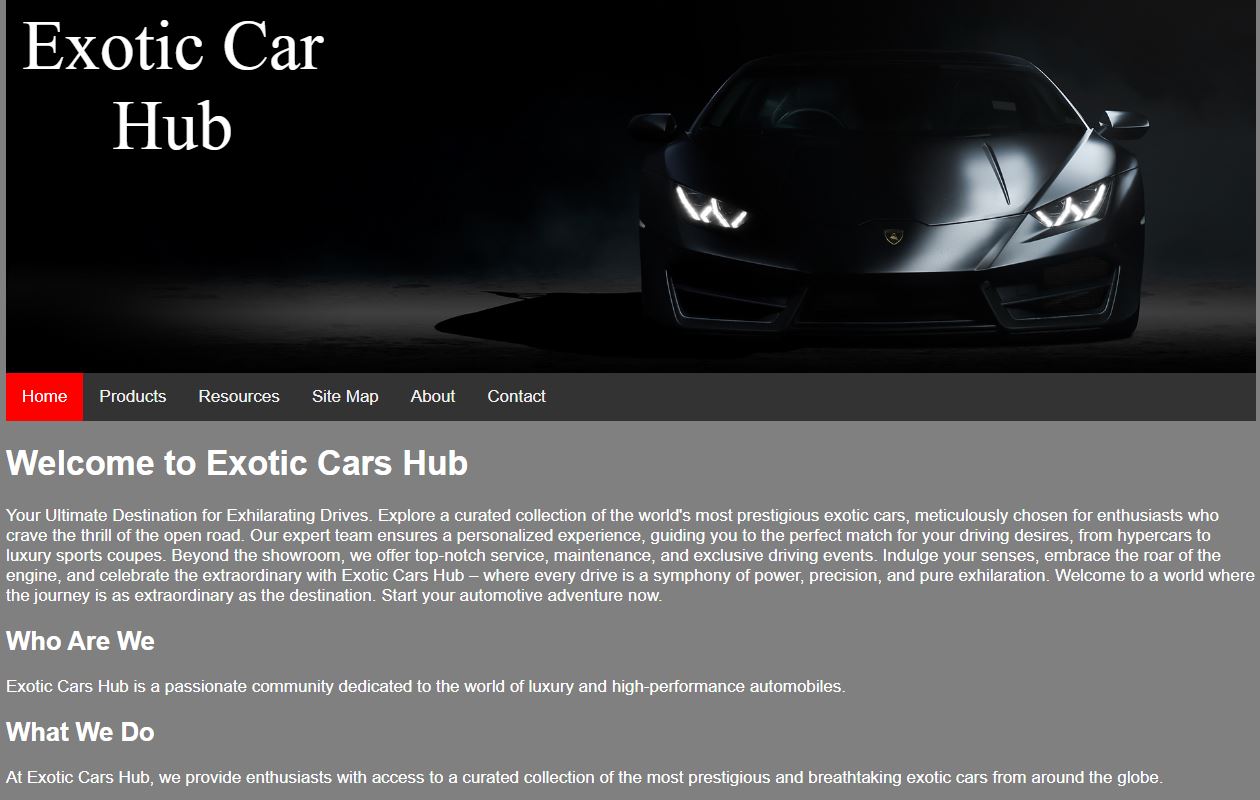 Exotic Car
Hub
Home Products Resources Site Map About Contact
Welcome to Exotic Cars Hub
Your Ultimate Destination for Exhilarating Drives. Explore a curated collection of the world's most prestigious exotic cars, meticulously chosen for enthusiasts who
crave the thrill of the open road. Our expert team ensures a personalized experience, guiding you to the perfect match for your driving desires, from hypercars to
luxury sports coupes. Beyond the showroom, we offer top-notch service, maintenance, and exclusive driving events. Indulge your senses, embrace the roar of the
engine, and celebrate the extraordinary with Exotic Cars Hub – where every drive is a symphony of power, precision, and pure exhilaration. Welcome to a world where
the journey is as extraordinary as the destination. Start your automotive adventure now.
Who Are We
Exotic Cars Hub is a passionate community dedicated to the world of luxury and high-performance automobiles.
What We Do
At Exotic Cars Hub, we provide enthusiasts with access to a curated collection of the most prestigious and breathtaking exotic cars from around the globe.